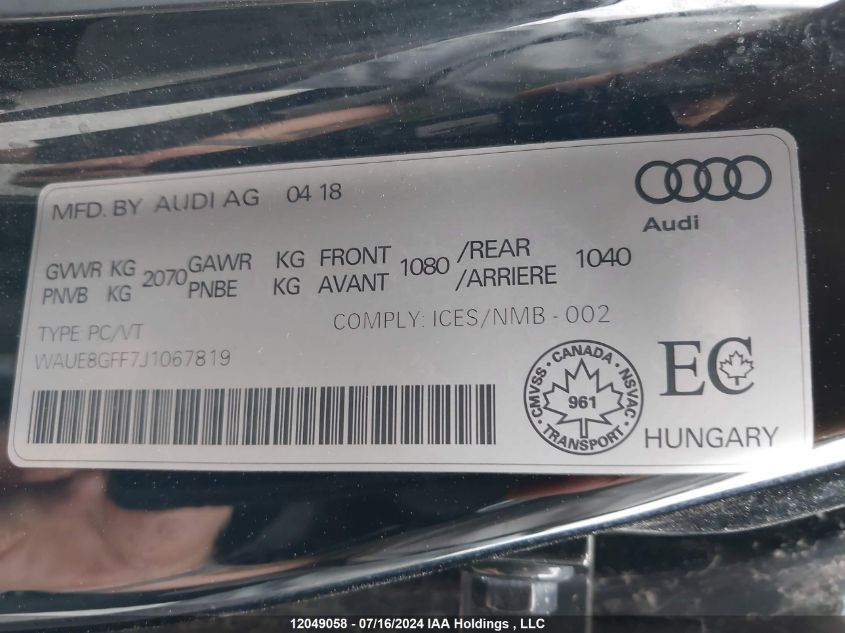 MFD. BY AUDI AG 04 18
Audi
GVWR KG 2070 GAWR KG FRONT 1080 /REAR 1040
PNVB KG PNBE KG AVANT /ARRIERE
TYPE PC/VT COMPLY: ICES/NMB - 002
WAUE8GFF7J1067819
CMVSS · CANADA · NSVAC · TRANSPORT ·
961
EC
HUNGARY
12049058 - 07/16/2024 IAA Holdings , LLC